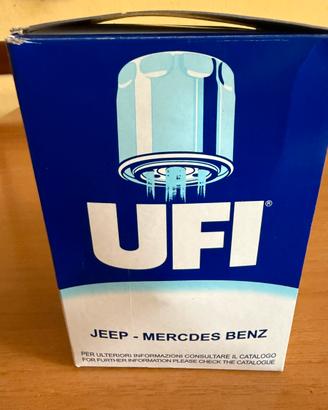 UFI®
JEEP - MERCDES BENZ
PER ULTERIORI INFORMAZIONI CONSULTARE IL CATALOGO
FOR FURTHER INFORMATION PLEASE CHECK THE CATALOGUE